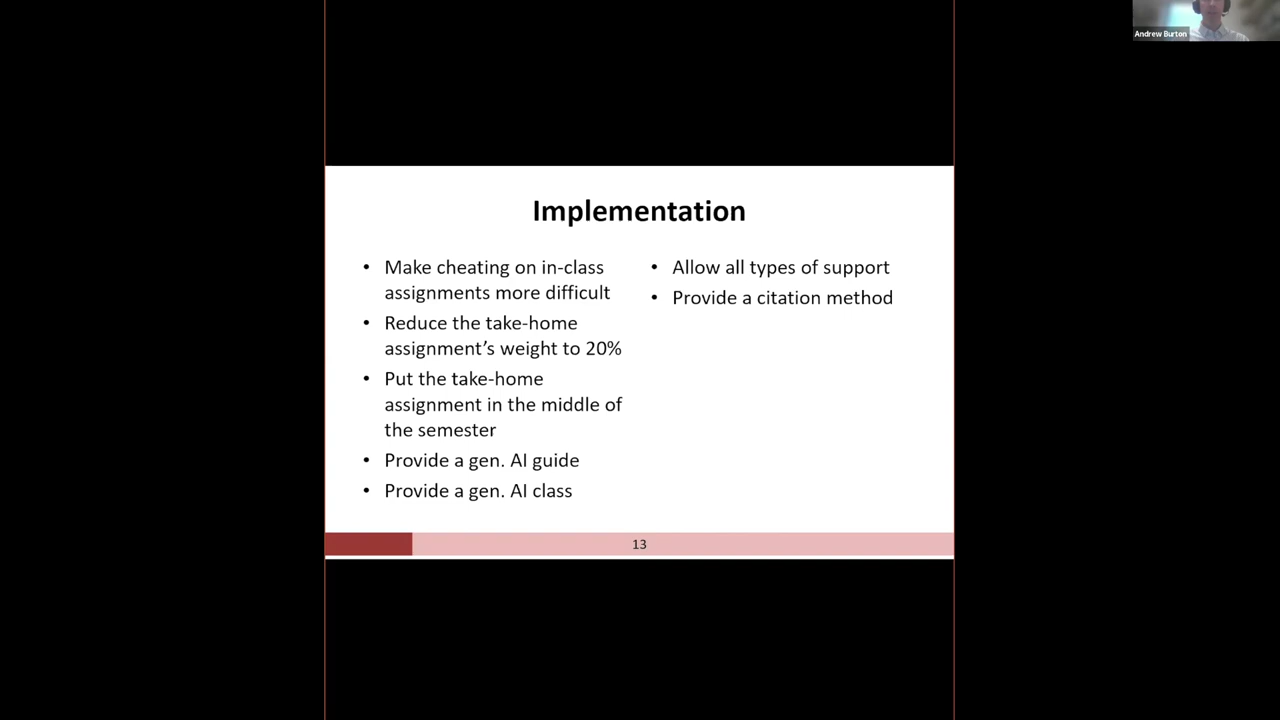 Andrew Burton
Implementation
• Make cheating on in-class
assignments more difficult
• Reduce the take-home
assignment’s weight to 20%
• Put the take-home
assignment in the middle of
the semester
• Provide a gen. AI guide
• Provide a gen. AI class
• Allow all types of support
• Provide a citation method
13